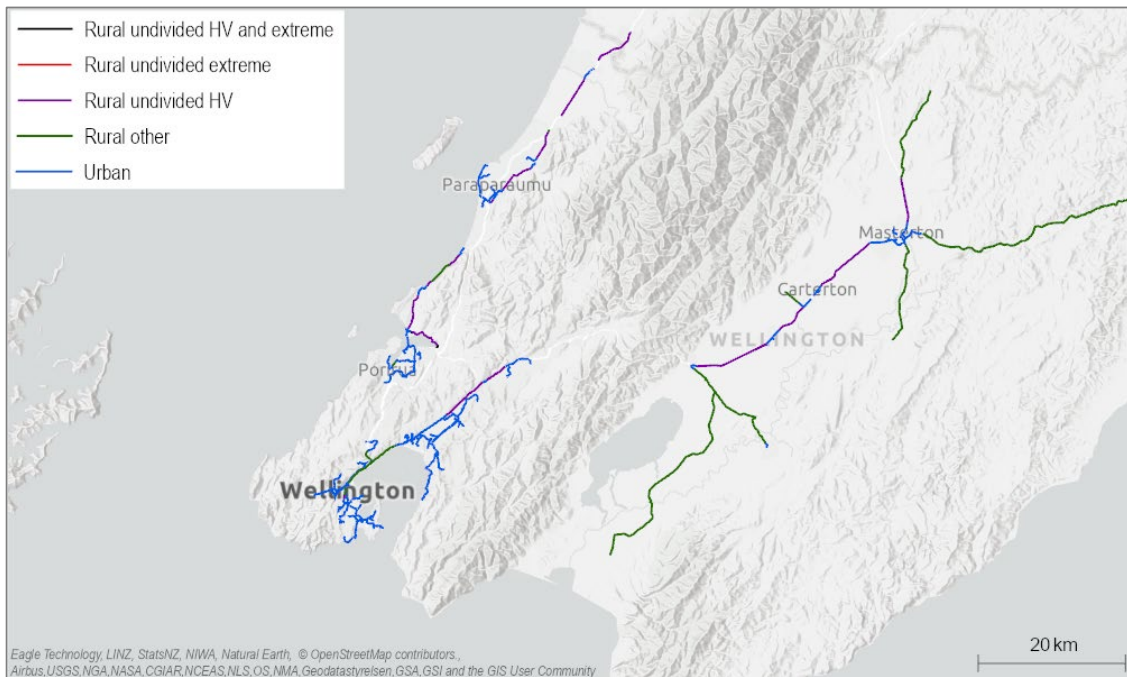 Rural undivided HV and extreme
Rural undivided extreme
Rural undivided HV
Rural other
Urban
Paraparaumu
Masterton
Carterton
WELLINGTON
Porirua
Wellington
20 km
Eagle Technology, LINZ, StatsNZ, NIWA, Natural Earth, © OpenStreetMap contributors.,
Airbus,USGS,NGA,NASA,CGIAR,NCEAS,NLS,OS,NMA,Geodatastyrelsen,GSA,GSI and the GIS User Community